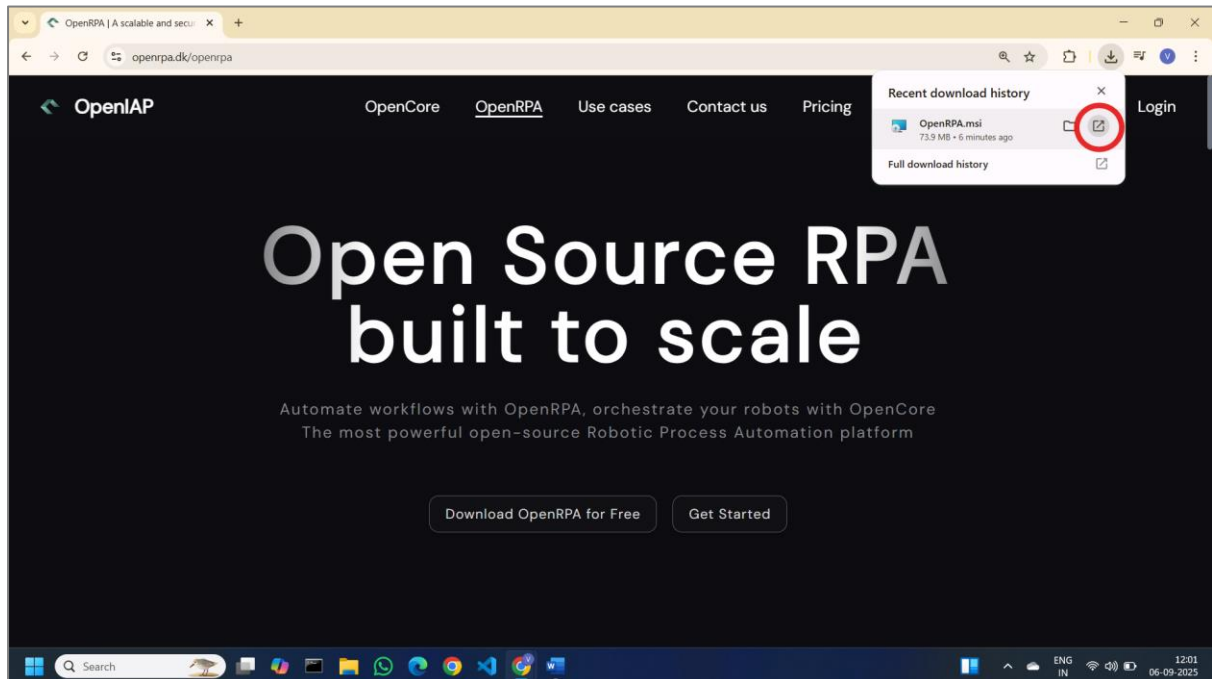 OpenRPA | A scalable and secu
openrpa.dk/openrpa
V
OpenIAP
OpenCore
OpenRPA
Use cases
Contact us
Pricing
Login
Recent download history
OpenRPA.msi
73.9 MB • 6 minutes ago
Full download history
Open Source RPA
built to scale
Automate workflows with OpenRPA, orchestrate your robots with OpenCore
The most powerful open-source Robotic Process Automation platform
Download OpenRPA for Free
Get Started
Search
ENG
IN
12:01
06-09-2025